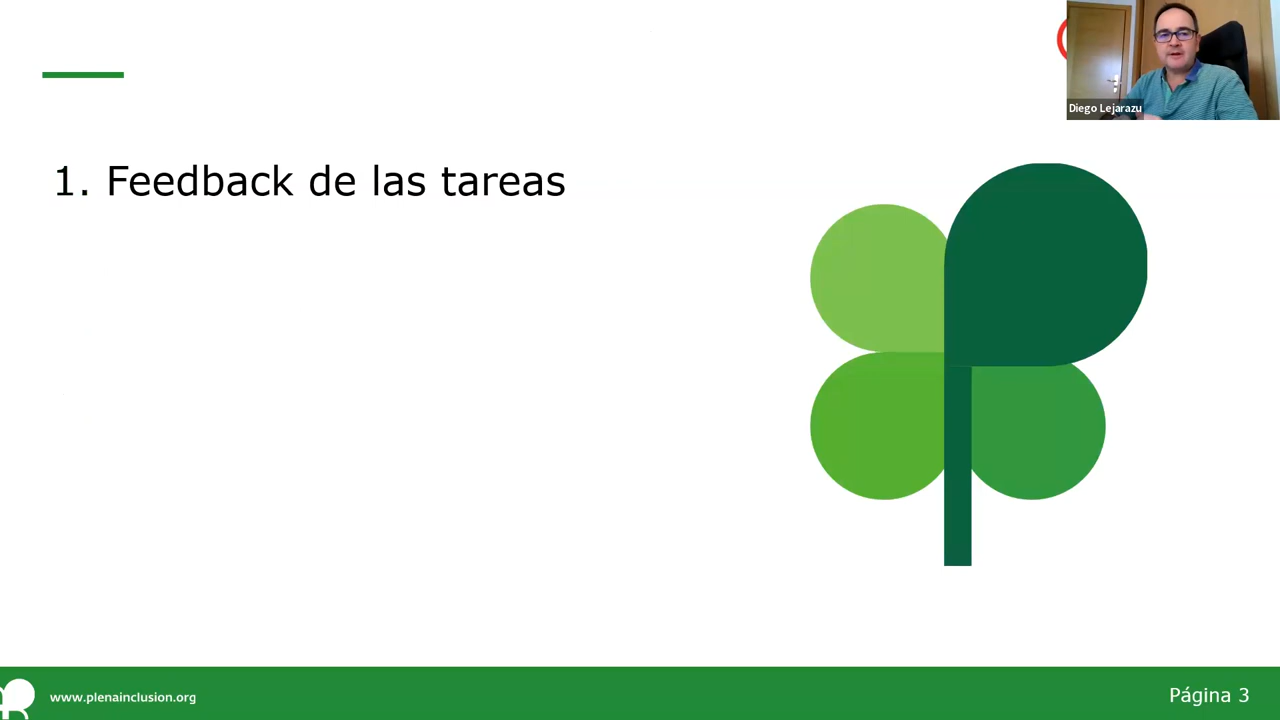 Diego Lejarazu
1. Feedback de las tareas
www.plenainclusion.org
Página 3